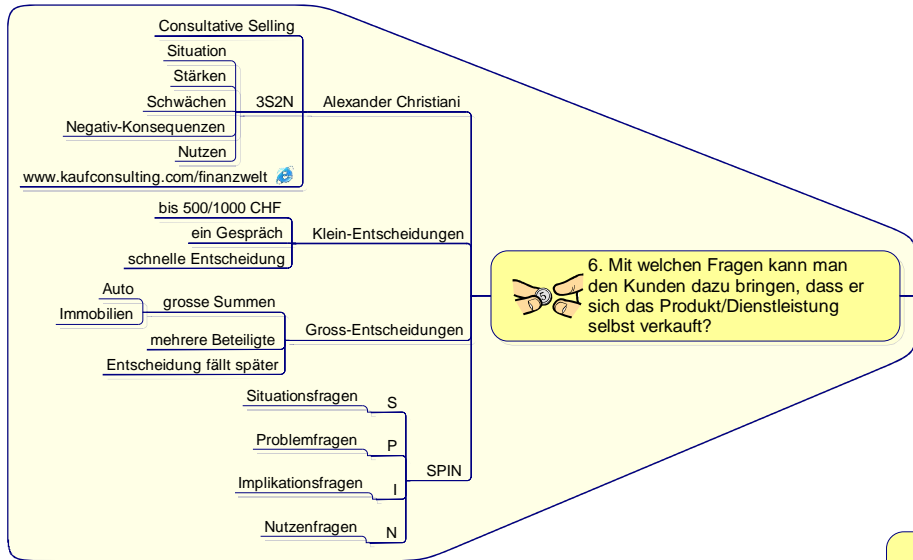 6. Mit welchen Fragen kann man
den Kunden dazu bringen, dass er
sich das Produkt/Dienstleistung
selbst verkauft?
Alexander Christiani
Consultative Selling
3S2N
Situation
Stärken
Schwächen
Negativ-Konsequenzen
Nutzen
www.kaufconsulting.com/finanzwelt
Klein-Entscheidungen
bis 500/1000 CHF
ein Gespräch
schnelle Entscheidung
Gross-Entscheidungen
grosse Summen
Auto
Immobilien
mehrere Beteiligte
Entscheidung fällt später
SPIN
S
Situationsfragen
P
Problemfragen
I
Implikationsfragen
N
Nutzenfragen